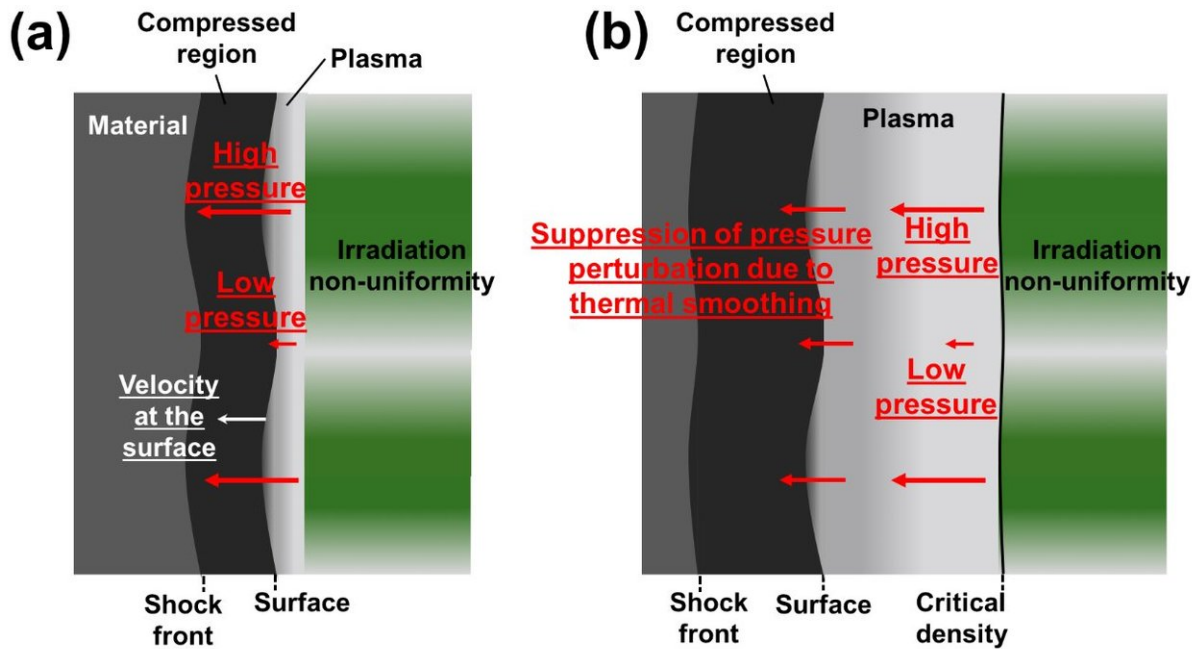 (a)
Compressed
region
Plasma
Material
High
pressure
Low
pressure
Irradiation
non-uniformity
Velocity
at the
surface
Shock
front
Surface
(b)
Compressed
region
Plasma
Suppression of pressure
perturbation due to
thermal smoothing
High
pressure
Low
pressure
Irradiation
non-uniformity
Shock
front
Surface
Critical
density